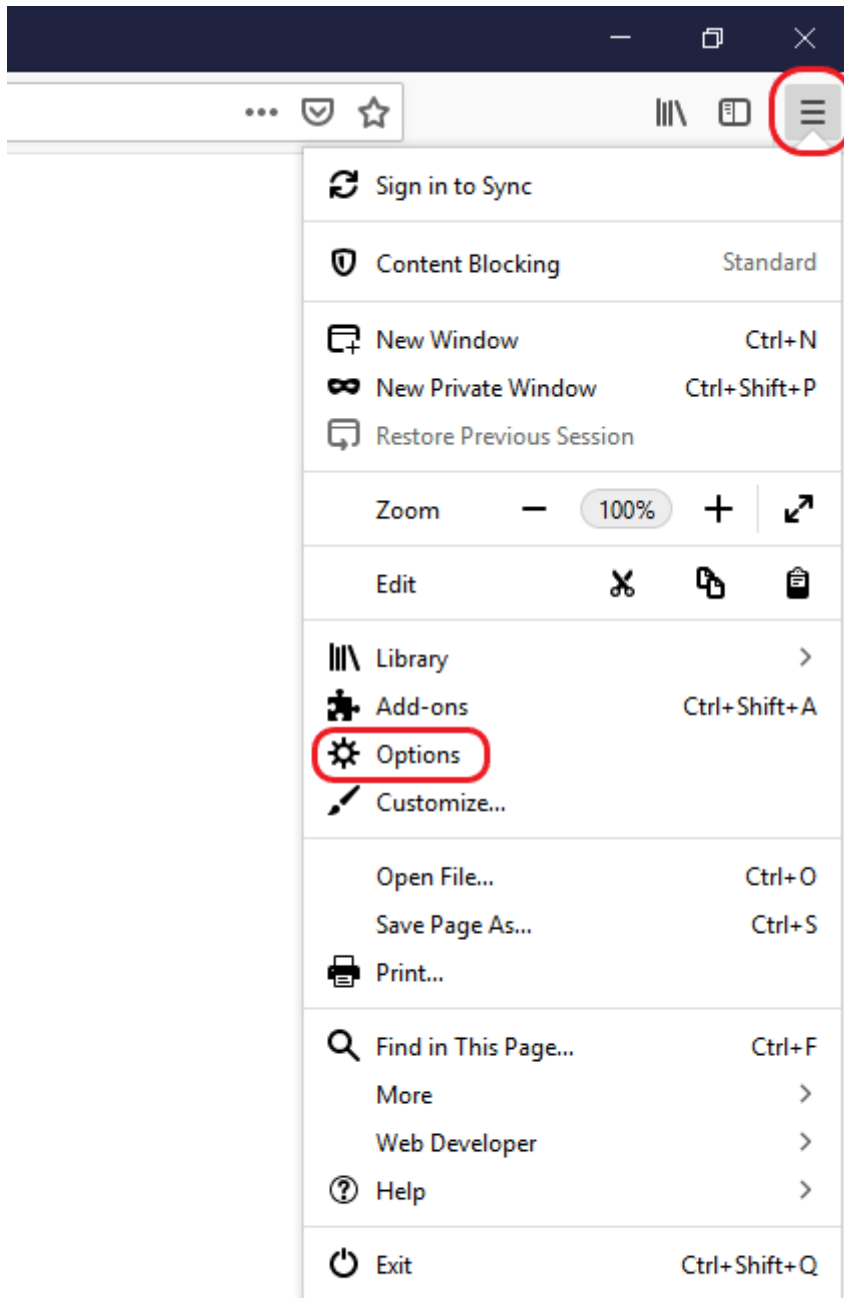 Sign in to Sync
Content Blocking Standard
New Window Ctrl+N
New Private Window Ctrl+Shift+P
Restore Previous Session
Zoom 100%
Edit
Library
Add-ons Ctrl+Shift+A
Options
Customize...
Open File... Ctrl+O
Save Page As... Ctrl+S
Print...
Find in This Page... Ctrl+F
More
Web Developer
Help
Exit Ctrl+Shift+Q